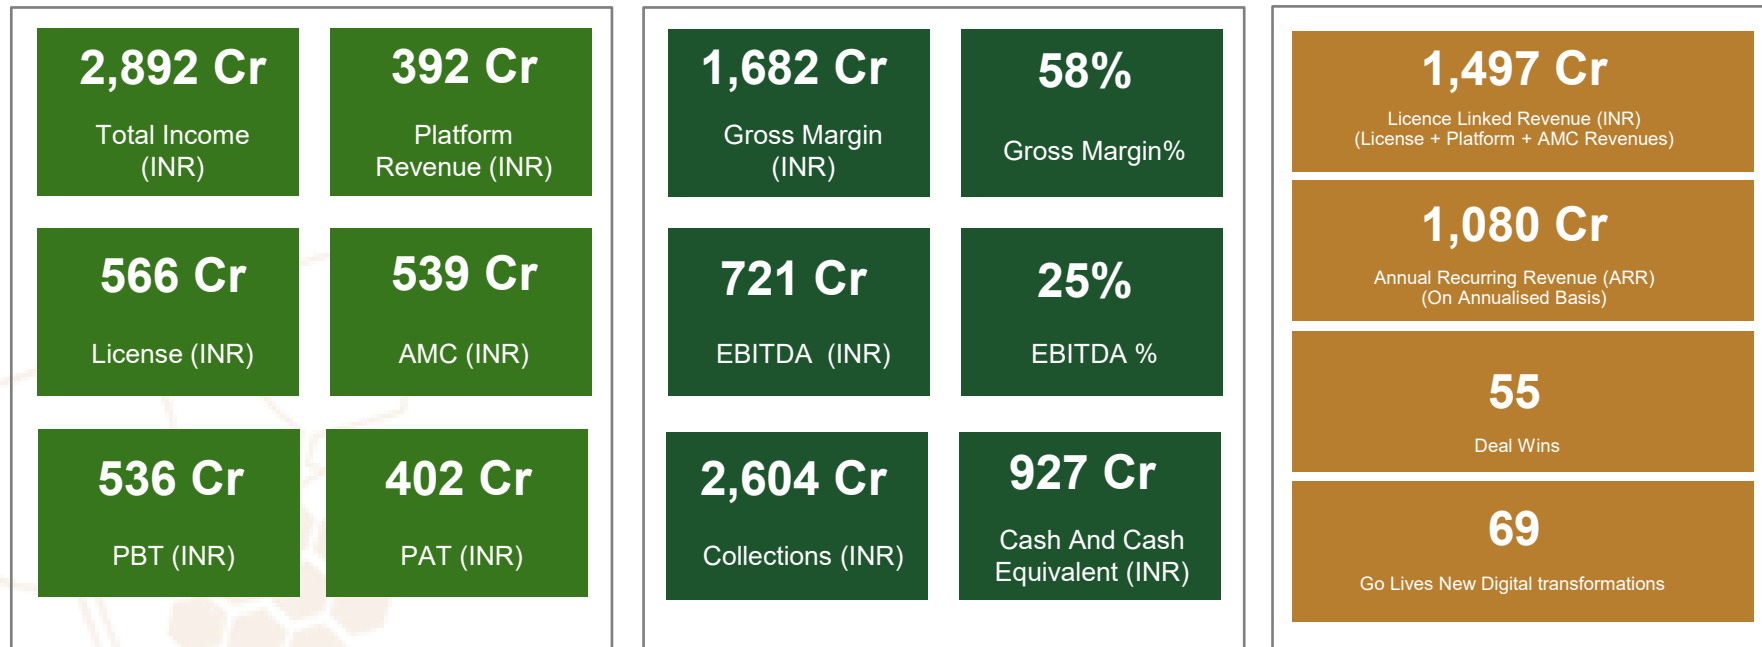 2,892 Cr
Total Income
(INR)
392 Cr
Platform
Revenue (INR)
566 Cr
License (INR)
539 Cr
AMC (INR)
536 Cr
PBT (INR)
402 Cr
PAT (INR)
1,682 Cr
Gross Margin
(INR)
58%
Gross Margin%
721 Cr
EBITDA (INR)
25%
EBITDA %
2,604 Cr
Collections (INR)
927 Cr
Cash And Cash
Equivalent (INR)
1,497 Cr
Licence Linked Revenue (INR)
(License + Platform + AMC Revenues)
1,080 Cr
Annual Recurring Revenue (ARR)
(On Annualised Basis)
55
Deal Wins
69
Go Lives New Digital transformations